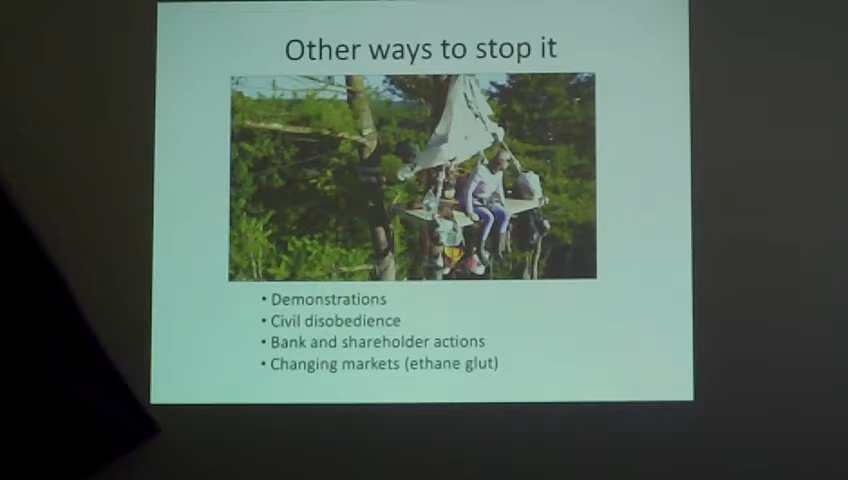 Other ways to stop it
• Demonstrations
• Civil disobedience
• Bank and shareholder actions
• Changing markets (ethane glut)